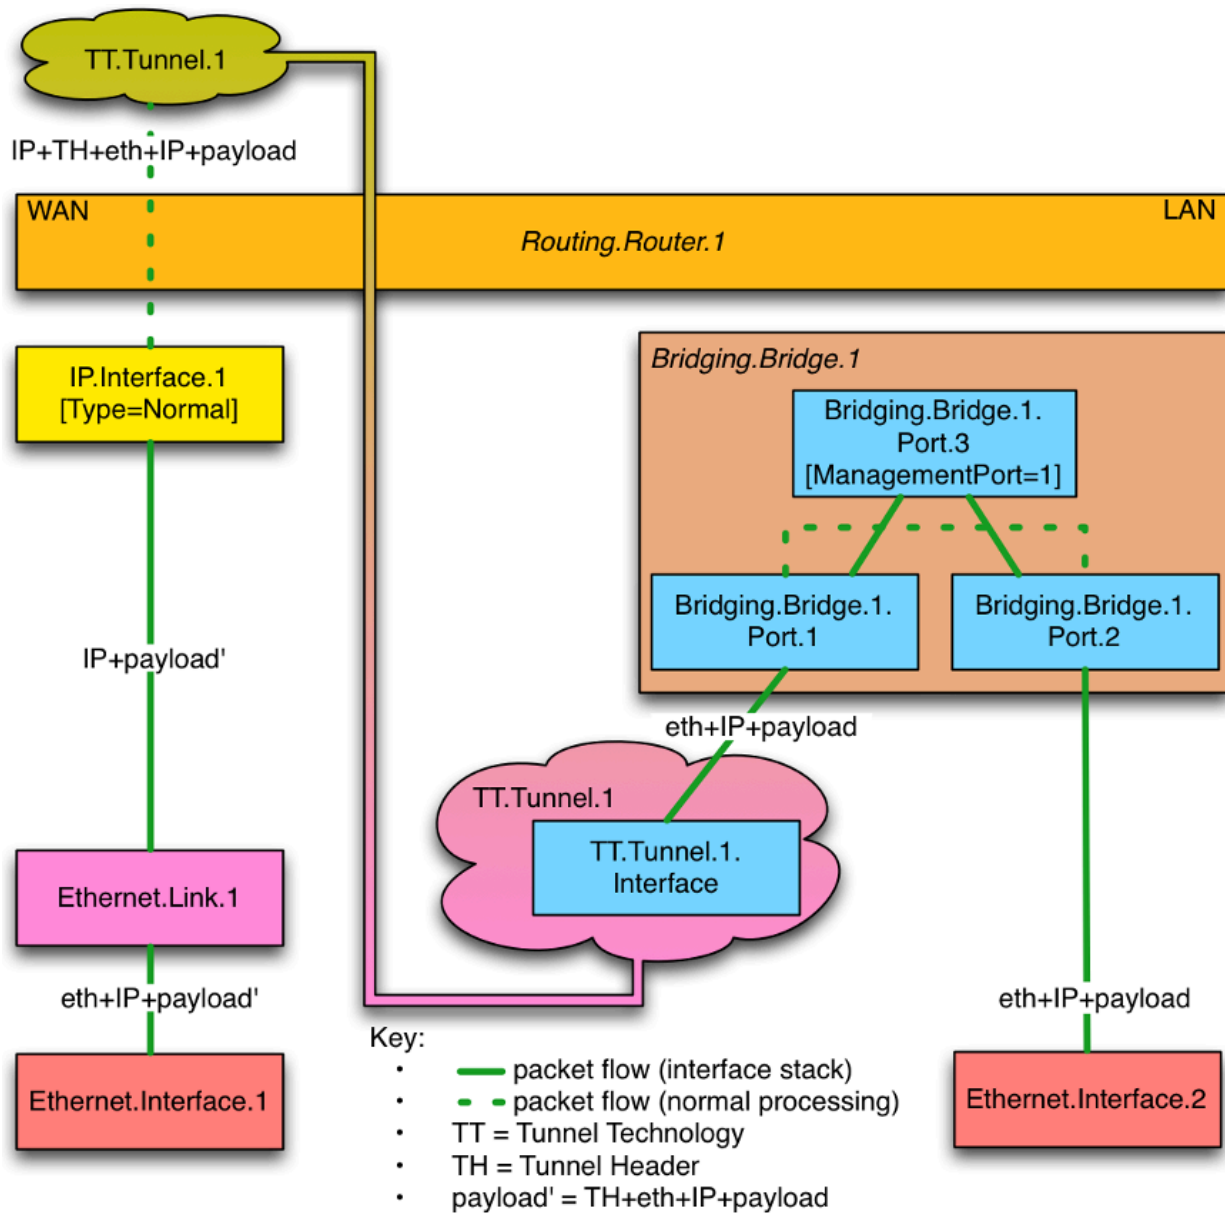 TT.Tunnel.1
IP+TH+eth+IP+payload
WAN
LAN
Routing.Router.1
IP.Interface.1
[Type=Normal]
Bridging.Bridge.1
Bridging.Bridge.1.
Port.3
[ManagementPort=1]
Bridging.Bridge.1.
Port.1
Bridging.Bridge.1.
Port.2
IP+payload'
eth+IP+payload
TT.Tunnel.1
TT.Tunnel.1.
Interface
Ethernet.Link.1
eth+IP+payload'
eth+IP+payload
Ethernet.Interface.1
Ethernet.Interface.2
Key:
• packet flow (interface stack)
• packet flow (normal processing)
• TT = Tunnel Technology
• TH = Tunnel Header
• payload' = TH+eth+IP+payload